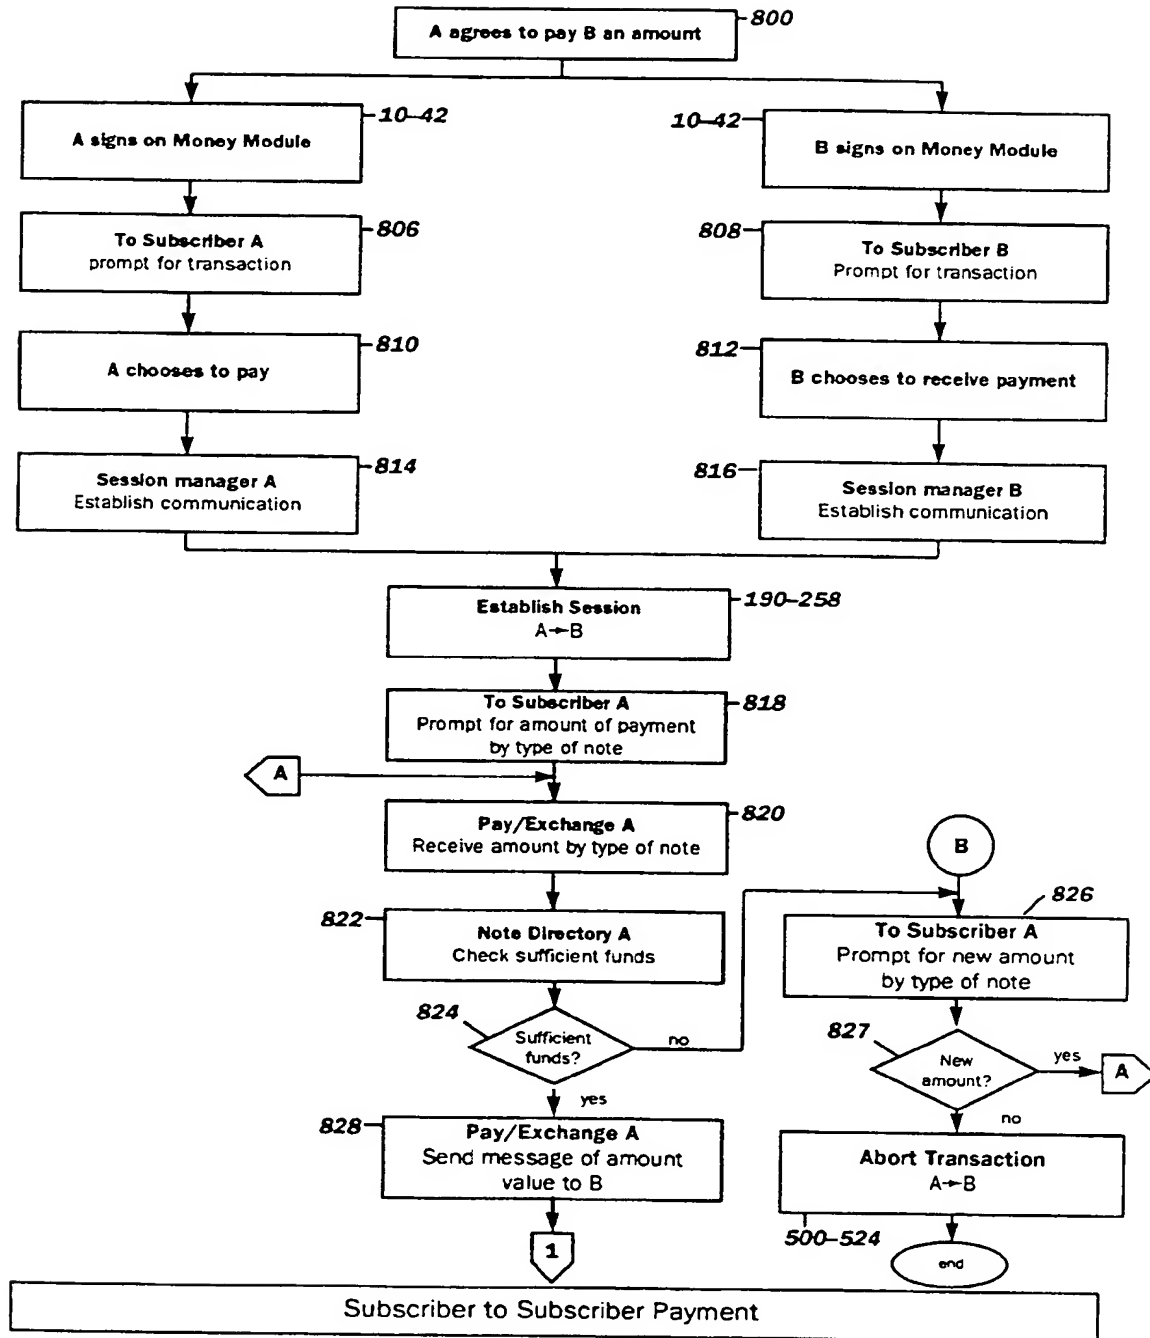 A agrees to pay B an amount
800
A signs on Money Module
10–42
10–42
B signs on Money Module
To Subscriber A
prompt for transaction
806
808
To Subscriber B
Prompt for transaction
A chooses to pay
810
812
B chooses to receive payment
Session manager A
Establish communication
814
816
Session manager B
Establish communication
Establish Session
A→B
190–258
To Subscriber A
Prompt for amount of payment
by type of note
818
A
Pay/Exchange A
Receive amount by type of note
820
B
822
Note Directory A
Check sufficient funds
826
To Subscriber A
Prompt for new amount
by type of note
824
Sufficient
funds?
no
yes
827
New
amount?
yes
A
no
828
Pay/Exchange A
Send message of amount
value to B
Abort Transaction
A→B
500–524
1
end
Subscriber to Subscriber Payment